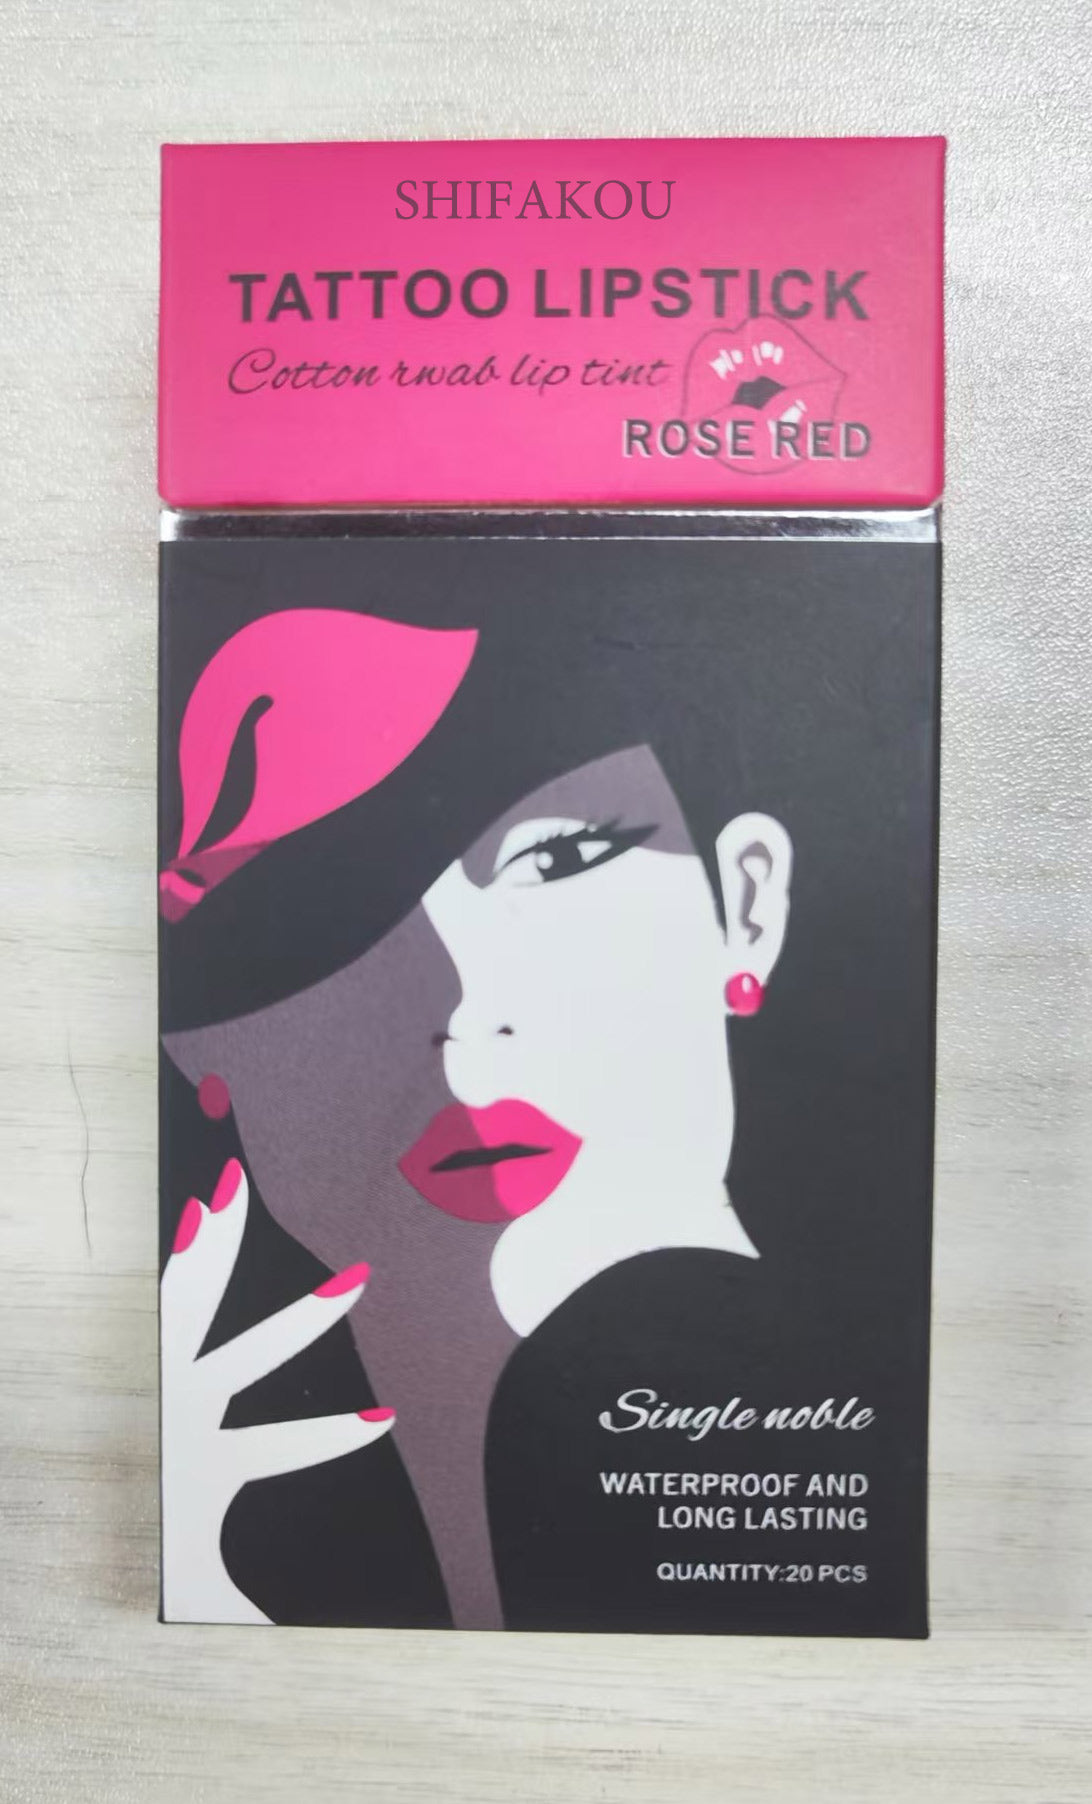 SHIFAKOU
TATTOO LIPSTICK
Cotton rwab lip tint
ROSE RED
Single noble
WATERPROOF AND
LONG LASTING
QUANTITY:20 PCS